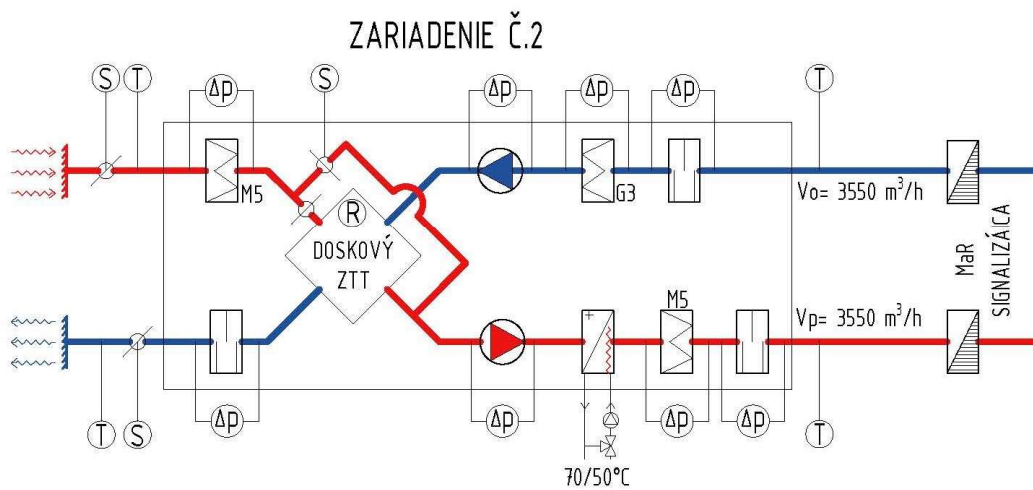 ZARIADENIE Č.2
S
T
Δp
S
Δp
Δp
Δp
T
M5
G3
Vo= 3550 m³/h
R
DOSKOVÝ
ZTT
MaR
SIGNALIZÁCA
M5
Vp= 3550 m³/h
+
T
S
Δp
Δp
Δp
Δp
T
70/50°C